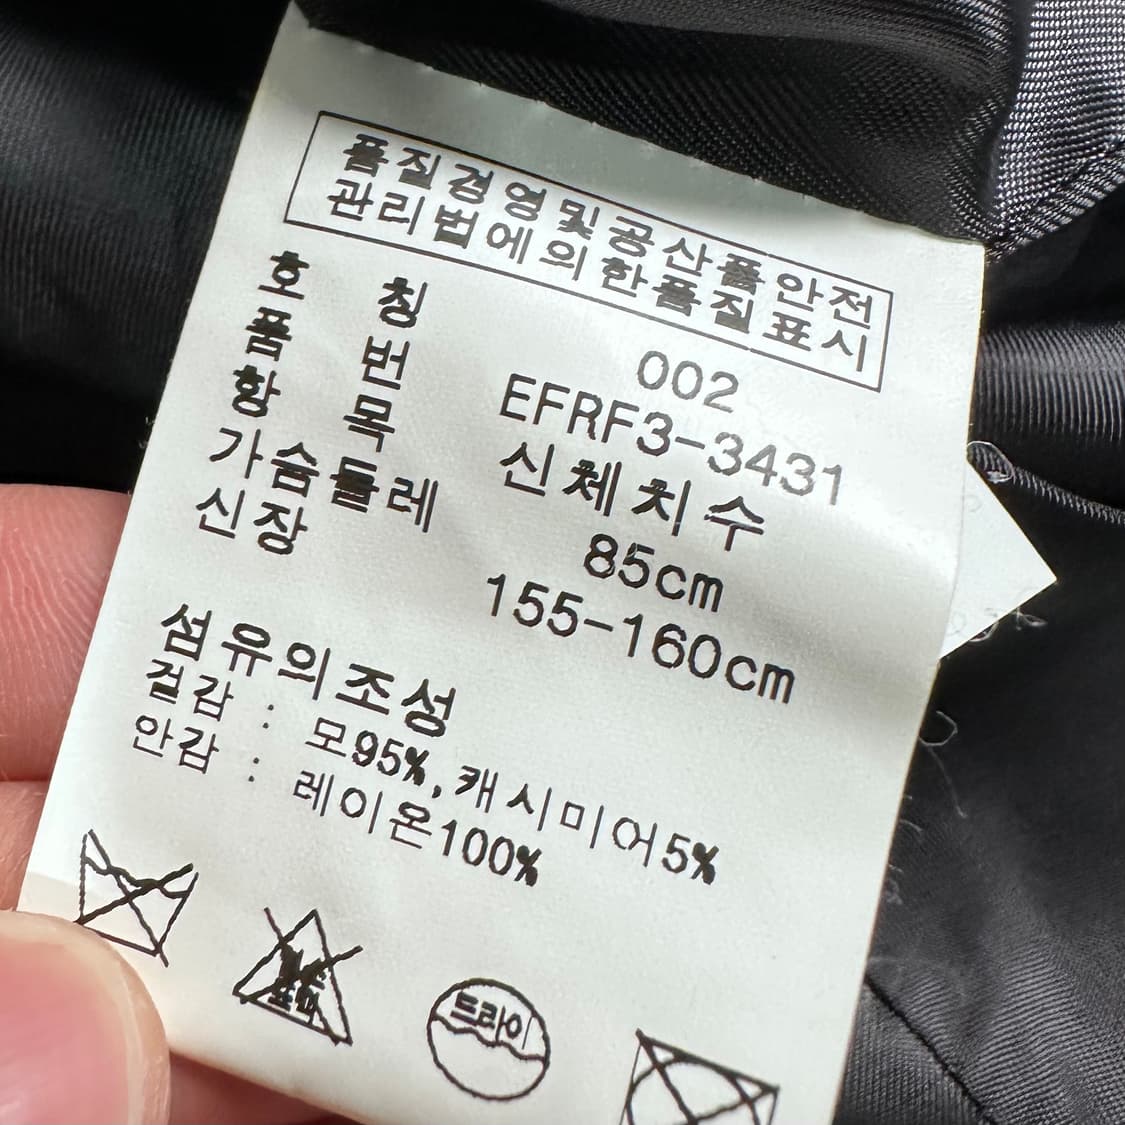 품질경영및공산품안전
관리법에의한품질표시
호 칭 002
품 번 EFRF3-3431
항 목 신체치수
가슴둘레 85cm
신장 155-160cm
섬유의조성
겉감 : 모95%,캐시미어5%
안감 : 레이온100%
드라이